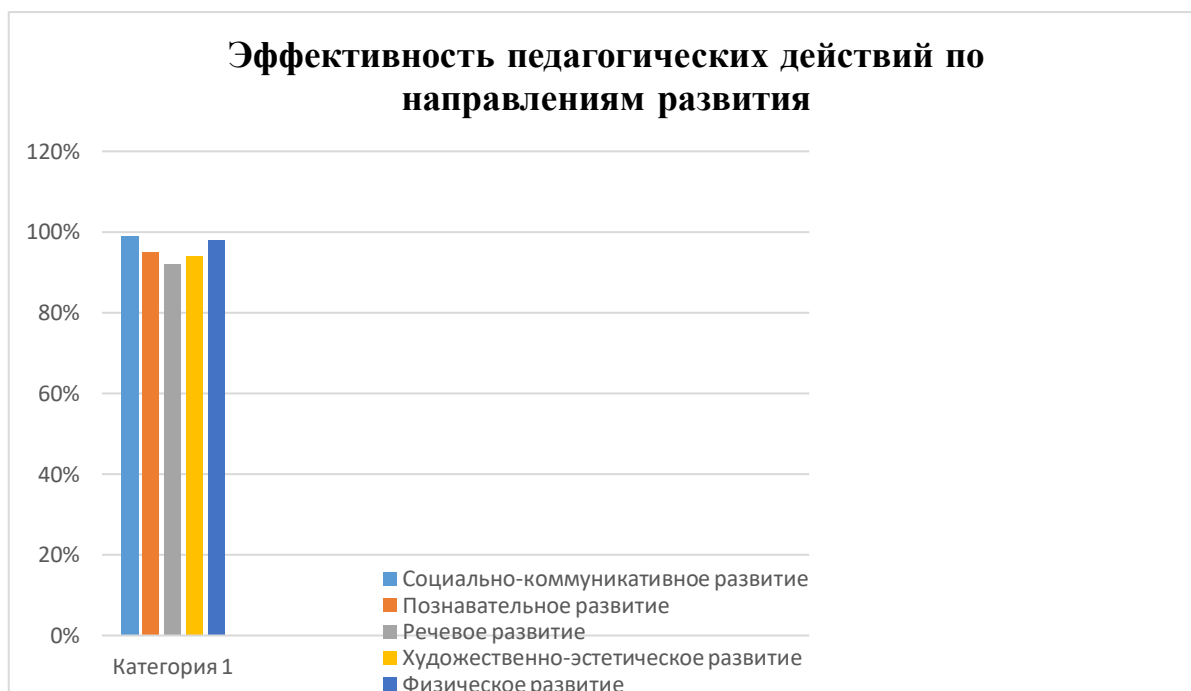 Эффективность педагогических действий по
направлениям развития
120%
100%
80%
60%
40%
20%
0%
Категория 1
Социально-коммуникативное развитие
Познавательное развитие
Речевое развитие
Художественно-эстетическое развитие
Физическое развитие